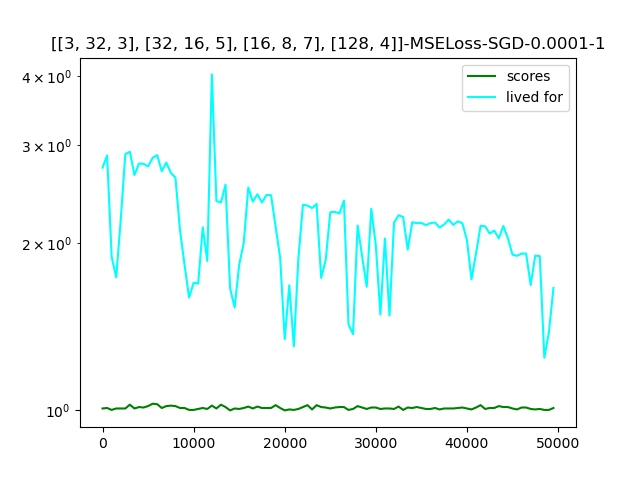 [[3, 32, 3], [32, 16, 5], [16, 8, 7], [128, 4]]-MSELoss-SGD-0.0001-1
scores
lived for
4 × 10⁰
3 × 10⁰
2 × 10⁰
10⁰
0 10000 20000 30000 40000 50000